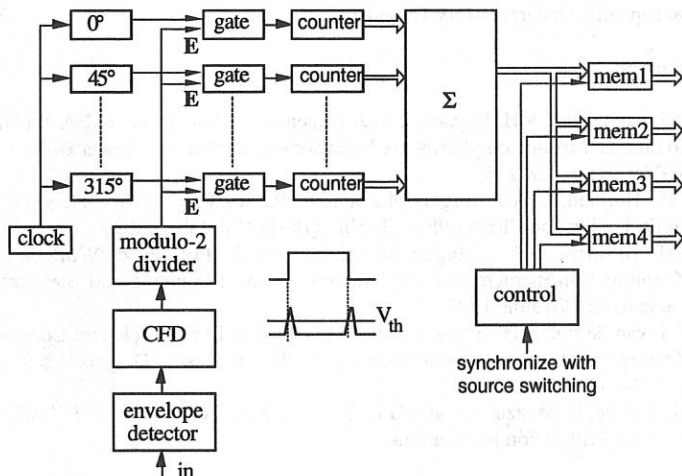 0°
gate
counter
E
45°
gate
counter
E
315°
gate
counter
E
Σ
mem1
mem2
mem3
mem4
clock
modulo-2
divider
CFD
envelope
detector
in
Vth
control
synchronize with
source switching